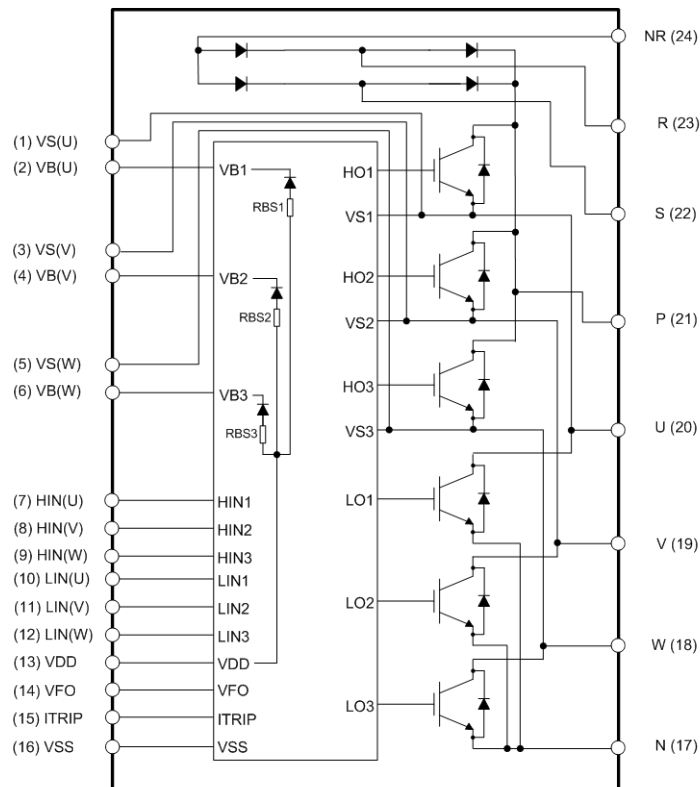 NR (24)
R (23)
S (22)
P (21)
U (20)
V (19)
W (18)
N (17)
(1) VS(U)
(2) VB(U)
(3) VS(V)
(4) VB(V)
(5) VS(W)
(6) VB(W)
(7) HIN(U)
(8) HIN(V)
(9) HIN(W)
(10) LIN(U)
(11) LIN(V)
(12) LIN(W)
(13) VDD
(14) VFO
(15) ITRIP
(16) VSS
VB1
RBS1
VB2
RBS2
VB3
RBS3
HIN1
HIN2
HIN3
LIN1
LIN2
LIN3
VDD
VFO
ITRIP
VSS
HO1
VS1
HO2
VS2
HO3
VS3
LO1
LO2
LO3